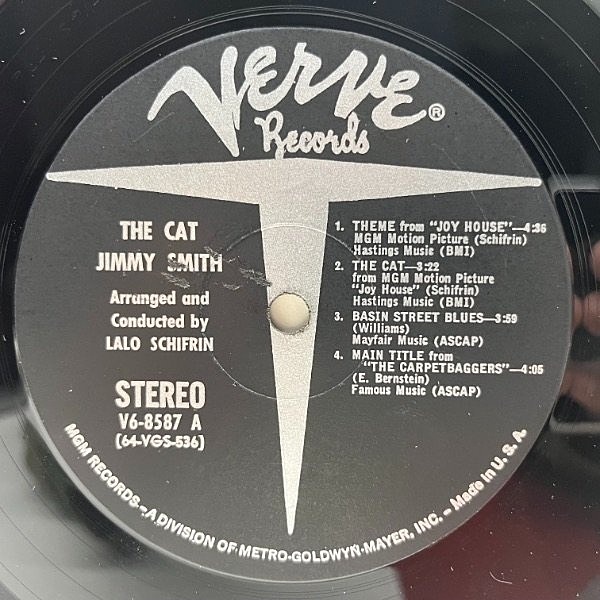 VERVE®
Records
THE CAT
JIMMY SMITH
Arranged and
Conducted by
LALO SCHIFRIN
STEREO
V6-8587 A
(64-VGS-536)
1. THEME from "JOY HOUSE"—4:36
MGM Motion Picture (Schifrin)
Hastings Music (BMI)
2. THE CAT—3:22
from MGM Motion Picture
"Joy House" (Schifrin)
Hastings Music (BMI)
3. BASIN STREET BLUES—3:59
(Williams)
Mayfair Music (ASCAP)
4. MAIN TITLE from
"THE CARPETBAGGERS"—4:05
(E. Bernstein)
Famous Music (ASCAP)
MGM RECORDS – A DIVISION OF METRO-GOLDWYN-MAYER, INC. – Made in U. S. A.